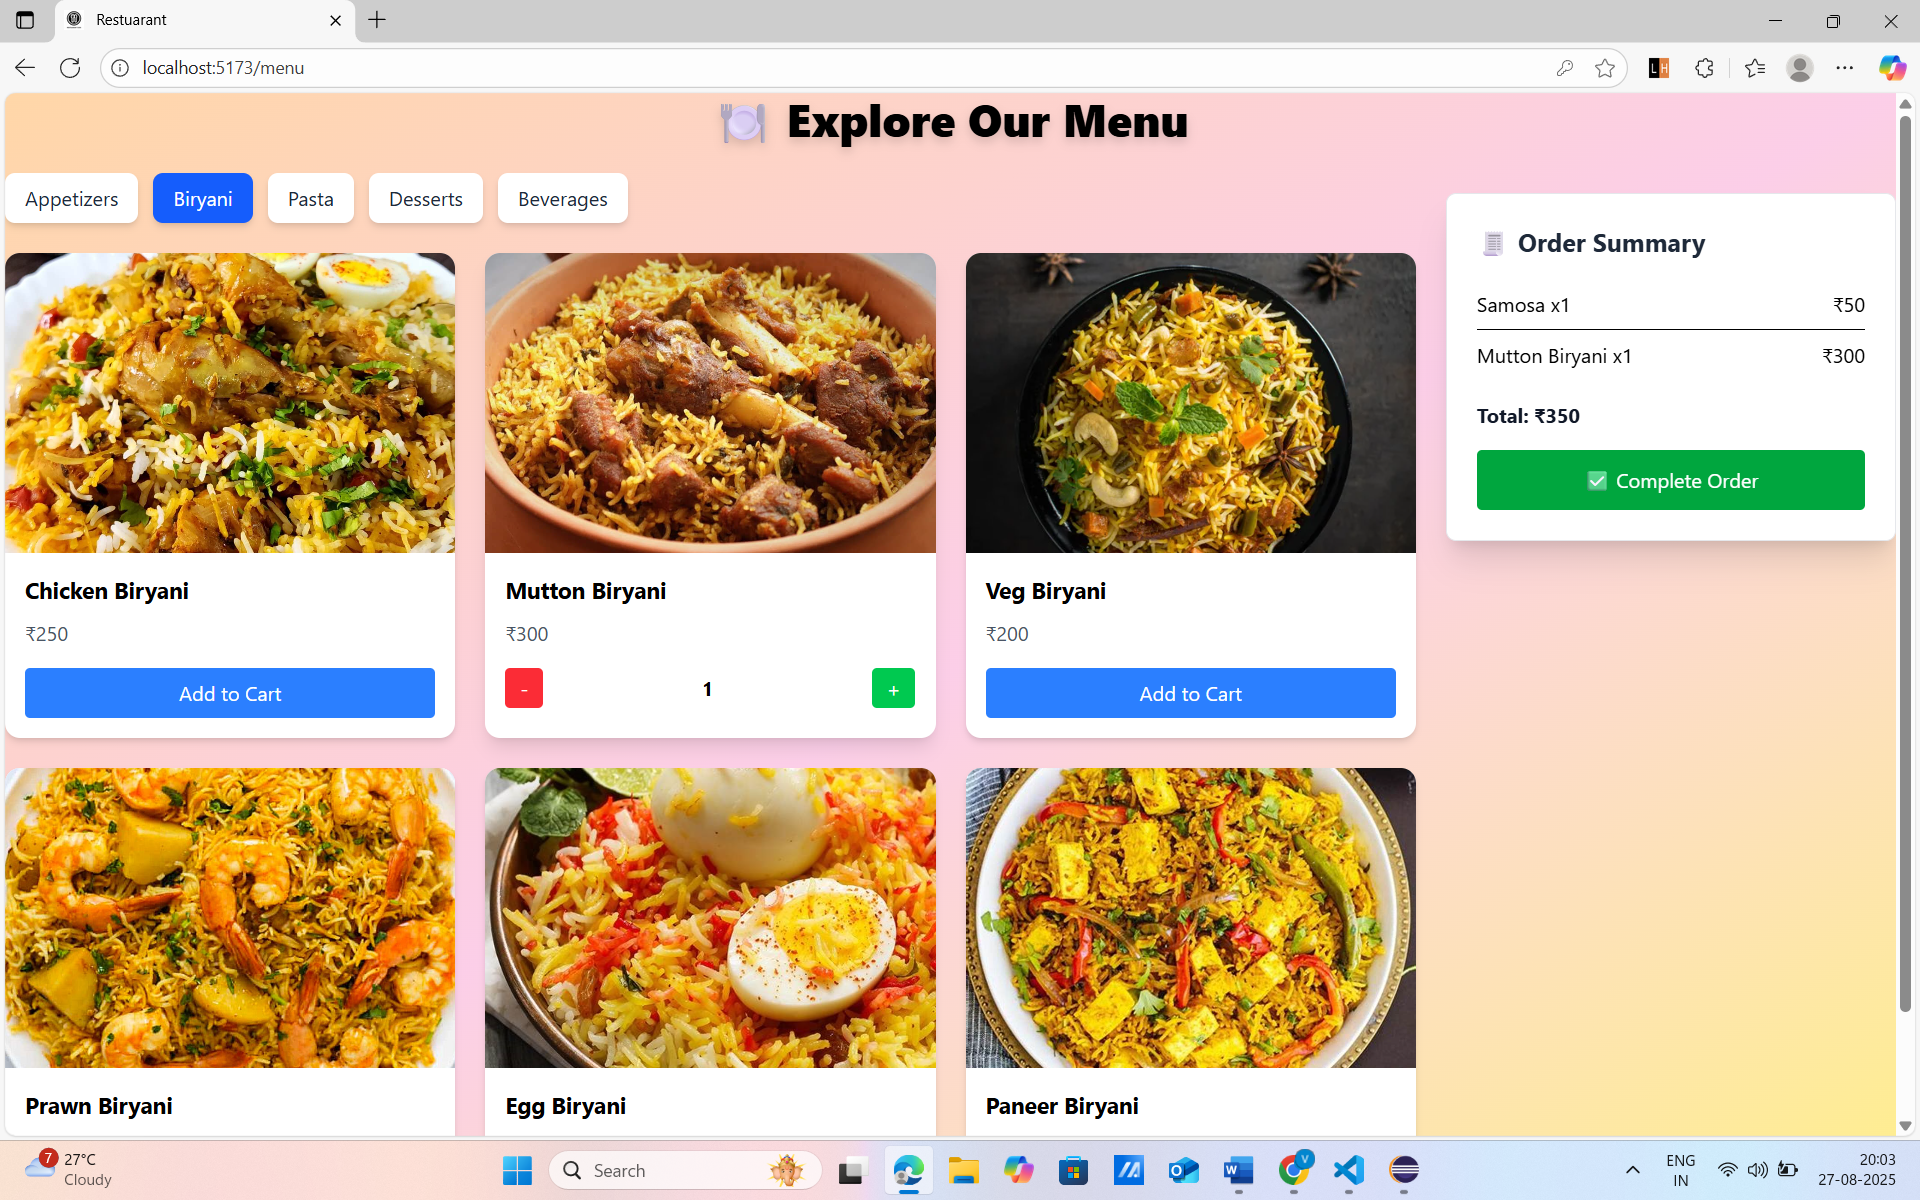 Restuarant
localhost:5173/menu
L H
🍽️ Explore Our Menu
Appetizers
Biryani
Pasta
Desserts
Beverages
🧾 Order Summary
Samosa x1 ₹50
Mutton Biryani x1 ₹300
Total: ₹350
✅ Complete Order
Chicken Biryani
₹250
Add to Cart
Mutton Biryani
₹300
- 1 +
Veg Biryani
₹200
Add to Cart
Prawn Biryani
Egg Biryani
Paneer Biryani
7
27°C
Cloudy
Search
W
V
ENG
IN
20:03
27-08-2025